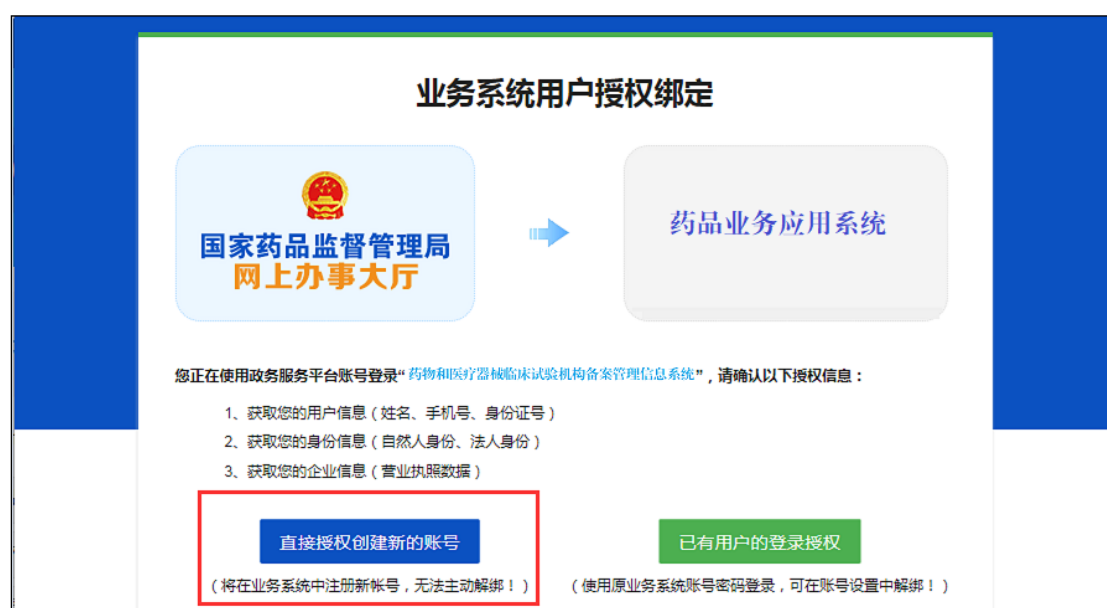 业务系统用户授权绑定
国家药品监督管理局
网上办事大厅
药品业务应用系统
您正在使用政务服务平台账号登录“药物和医疗器械临床试验机构备案管理信息系统”，请确认以下授权信息：
1、获取您的用户信息（姓名、手机号、身份证号）
2、获取您的身份信息（自然人身份、法人身份）
3、获取您的企业信息（营业执照数据）
直接授权创建新的账号
已有用户的登录授权
（将在业务系统中注册新帐号，无法主动解绑！）
（使用原业务系统账号密码登录，可在账号设置中解绑！）